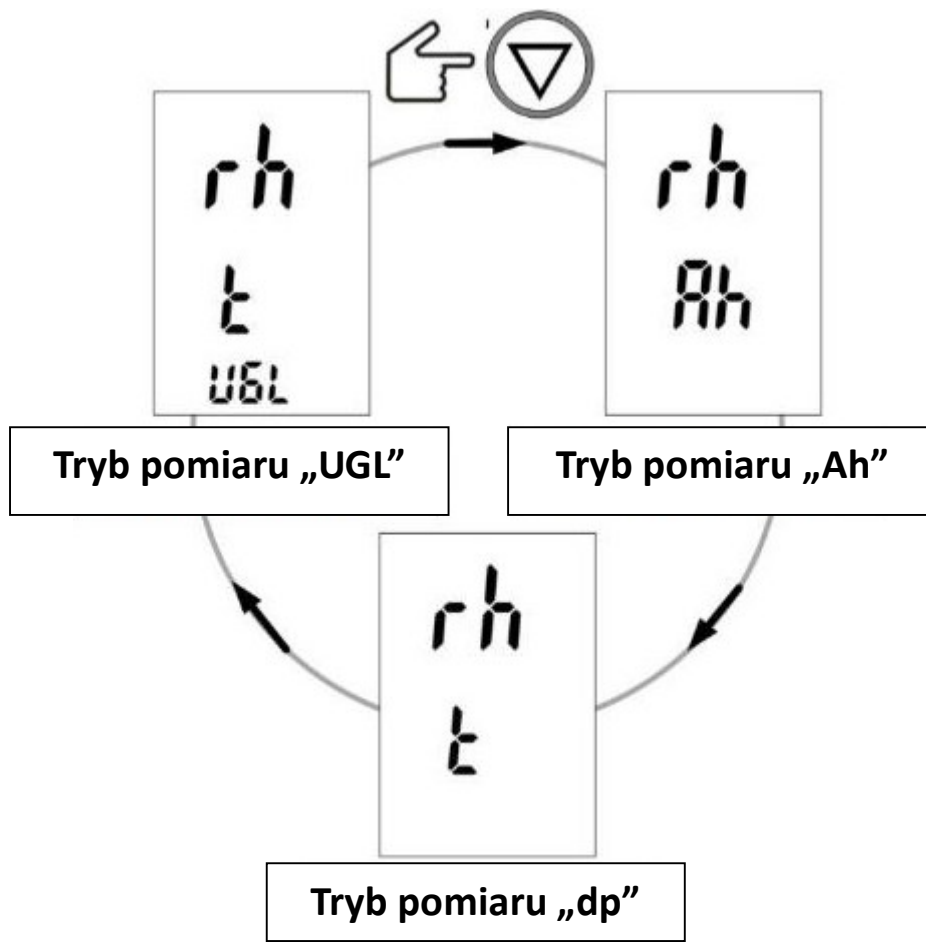 rh
t
UGL
Tryb pomiaru „UGL”
rh
Ah
Tryb pomiaru „Ah”
rh
t
Tryb pomiaru „dp”